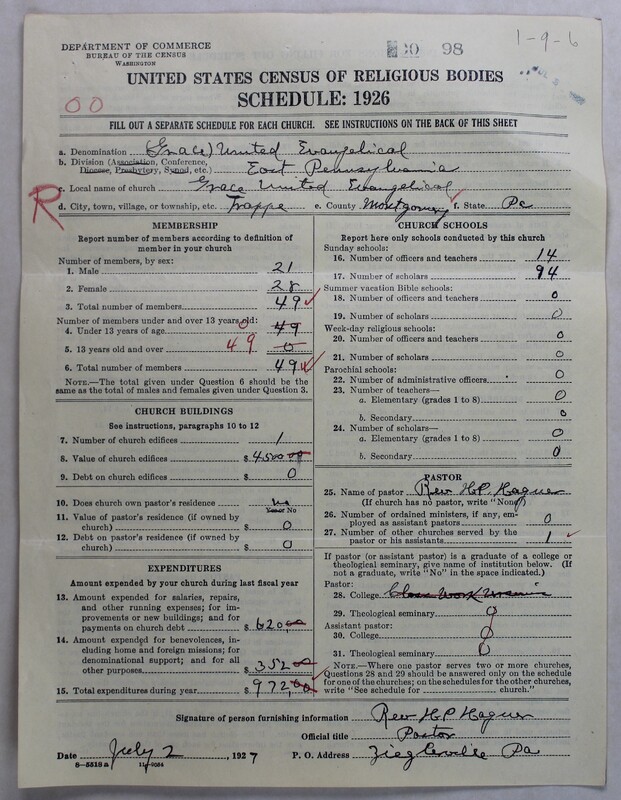 DEPARTMENT OF COMMERCE
BUREAU OF THE CENSUS
WASHINGTON
20 98
1-9-6
UNITED STATES CENSUS OF RELIGIOUS BODIES
SCHEDULE: 1926
00
FILL OUT A SEPARATE SCHEDULE FOR EACH CHURCH. SEE INSTRUCTIONS ON THE BACK OF THIS SHEET
a. Denomination (Grace) United Evangelical
b. Division (Association, Conference, Diocese, Presbytery, Synod, etc.) East Pennsylvania
c. Local name of church Grace United Evangelical
R
d. City, town, village, or township, etc. Trappe e. County Montgomery f. State Pa
MEMBERSHIP
Report number of members according to definition of
member in your church
Number of members, by sex:
1. Male 21
2. Female 28
3. Total number of members 49
Number of members under and over 13 years old:
4. Under 13 years of age 0 49
5. 13 years old and over 49 0
6. Total number of members 49
NOTE.—The total given under Question 6 should be
the same as the total of males and females given under Question 3.
CHURCH BUILDINGS
See instructions, paragraphs 10 to 12
7. Number of church edifices 1
8. Value of church edifices $ 4500.00
9. Debt on church edifices $ 0
10. Does church own pastor's residence no
Yes or No
11. Value of pastor's residence (if owned by
church) $ 0
12. Debt on pastor's residence (if owned by
church) $ 0
EXPENDITURES
Amount expended by your church during last fiscal year
13. Amount expended for salaries, repairs,
and other running expenses; for im-
provements or new buildings; and for
payments on church debt $ 620.00
14. Amount expended for benevolences, in-
cluding home and foreign missions; for
denominational support; and for all
other purposes $ 352.00
15. Total expenditures during year $ 972.00
CHURCH SCHOOLS
Report here only schools conducted by this church
Sunday schools:
16. Number of officers and teachers 14
17. Number of scholars 94
Summer vacation Bible schools:
18. Number of officers and teachers 0
19. Number of scholars 0
Week-day religious schools:
20. Number of officers and teachers 0
21. Number of scholars 0
Parochial schools:
22. Number of administrative officers 0
23. Number of teachers—
a. Elementary (grades 1 to 8) 0
b. Secondary 0
24. Number of scholars—
a. Elementary (grades 1 to 8) 0
b. Secondary 0
PASTOR
25. Name of pastor Rev H.P. Hagner
(If church has no pastor, write "None")
26. Number of ordained ministers, if any, em-
ployed as assistant pastors 0
27. Number of other churches served by the
pastor or his assistants 1
If pastor (or assistant pastor) is a graduate of a college or
theological seminary, give name of institution below. (If
not a graduate, write "No" in the space indicated.)
Pastor:
28. College Class Work
29. Theological seminary 0
Assistant pastor:
30. College 0
31. Theological seminary 0
NOTE.—Where one pastor serves two or more churches,
Questions 28 and 29 should be answered only on the schedule
for one of the churches; on the schedules for the other churches,
write "See schedule for church."
Signature of person furnishing information Rev H.P. Hagner
Official title Pastor
Date July 2, 1927 P. O. Address Zieglerville Pa
8—5518 a 11—9564